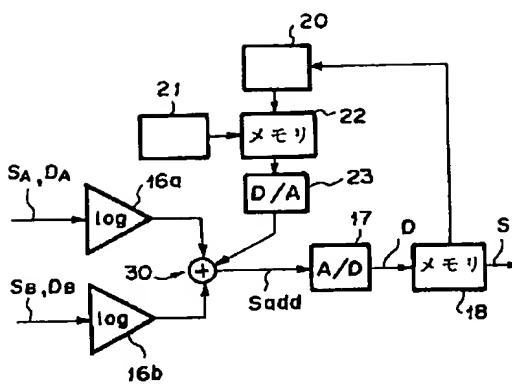 20
21
22
メモリ
23
D/A
SA, DA
16a
log
17
D
S
30
+
A/D
メモリ
Sadd
18
SB, DB
log
16b